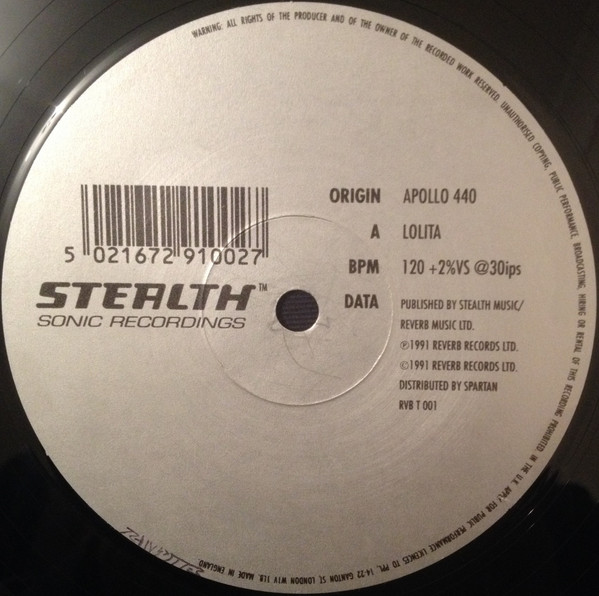 WARNING: ALL RIGHTS OF THE PRODUCER AND OF THE OWNER OF THE RECORDED WORK RESERVED. UNAUTHORISED COPYING, PUBLIC PERFORMANCE, BROADCASTING, HIRING OR RENTAL OF THIS RECORDING PROHIBITED. IN THE U.K. APPLY FOR PUBLIC PERFORMANCE LICENCES TO PPL, 14-22 GANTON ST, LONDON W1V 1LB. MADE IN ENGLAND.
5 021672 910027
STEALTH™
SONIC RECORDINGS
ORIGIN APOLLO 440
A LOLITA
BPM 120 +2%VS @30ips
DATA PUBLISHED BY STEALTH MUSIC/
REVERB MUSIC LTD.
℗1991 REVERB RECORDS LTD.
©1991 REVERB RECORDS LTD.
DISTRIBUTED BY SPARTAN
RVB T 001